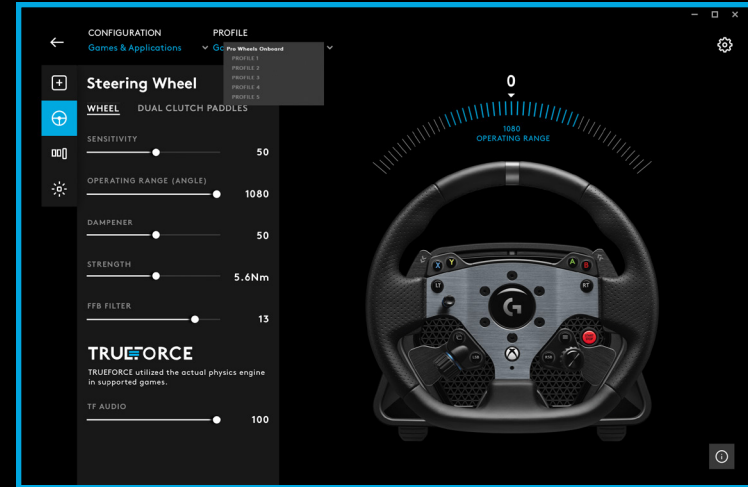 CONFIGURATION
PROFILE
Games & Applications
Pro Wheels Onboard
PROFILE 1
PROFILE 2
PROFILE 3
PROFILE 4
PROFILE 5
Steering Wheel
WHEEL
DUAL CLUTCH PADDLES
SENSITIVITY
50
OPERATING RANGE (ANGLE)
1080
DAMPENER
50
STRENGTH
5.6Nm
FFB FILTER
13
TRUEFORCE
TRUEFORCE utilized the actual physics engine
in supported games.
TF AUDIO
100
0
1080
OPERATING RANGE
X
Y
A
B
LT
RT
G
LSB
RSB